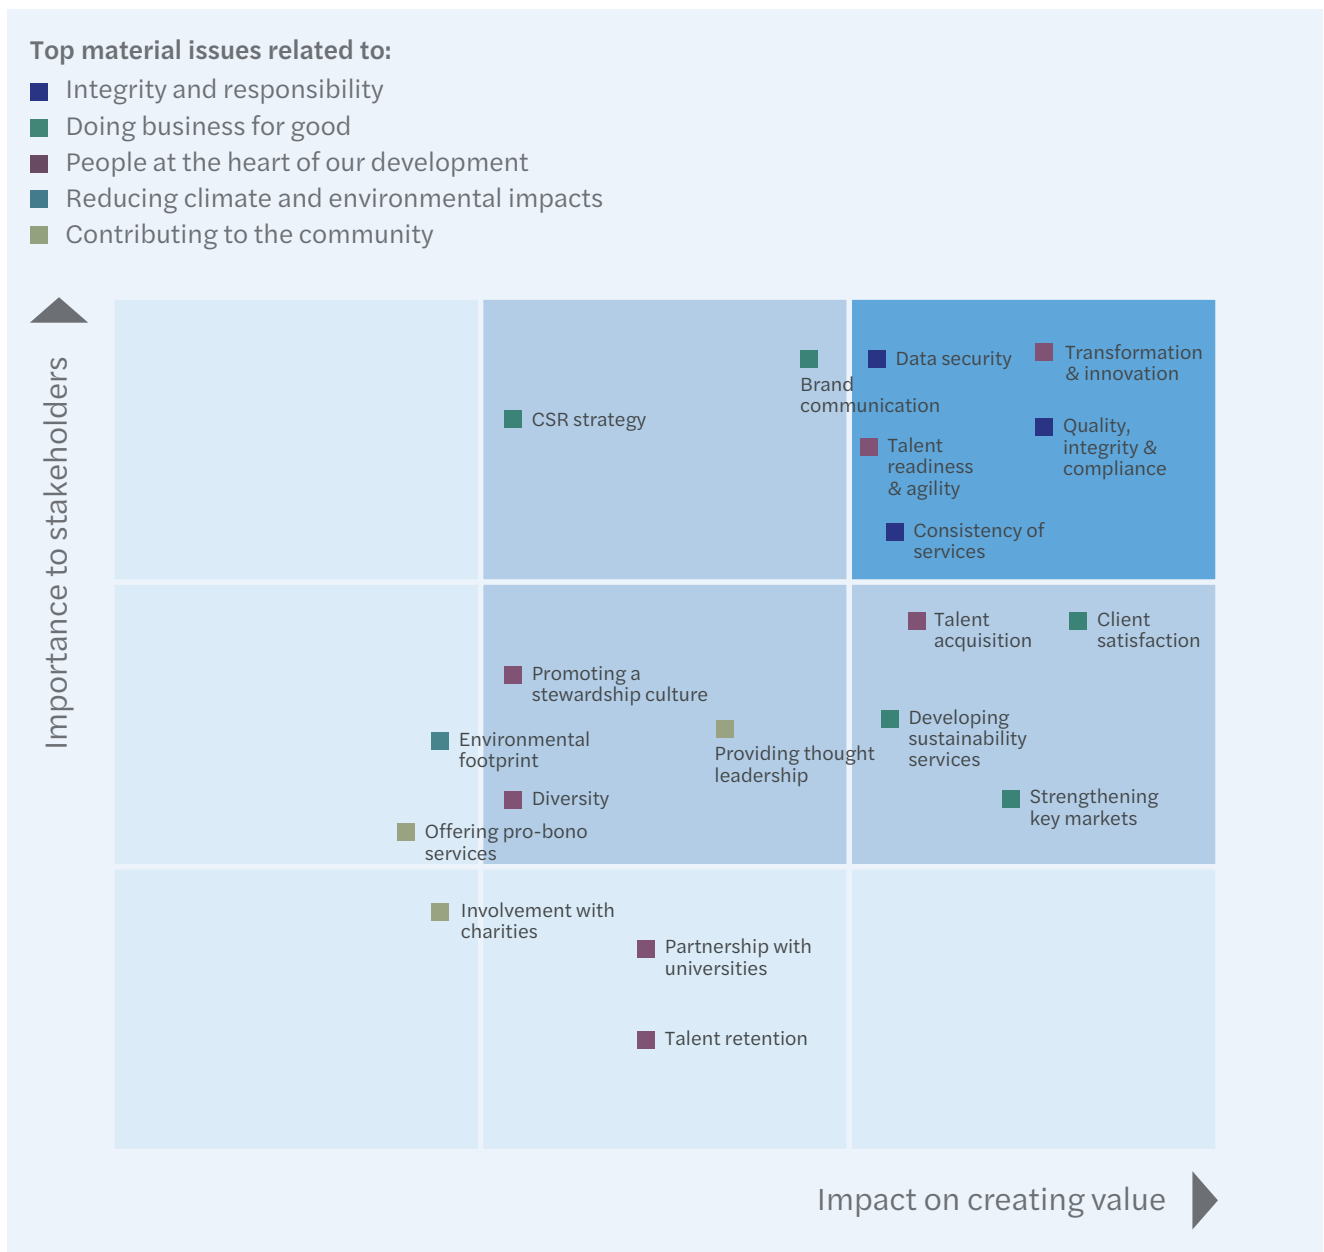 Top material issues related to:
Integrity and responsibility
Doing business for good
People at the heart of our development
Reducing climate and environmental impacts
Contributing to the community
Importance to stakeholders
Data security
Transformation
& innovation
Brand
communication
CSR strategy
Quality,
integrity &
compliance
Talent
readiness
& agility
Consistency of
services
Talent
acquisition
Client
satisfaction
Promoting a
stewardship culture
Developing
sustainability
services
Environmental
footprint
Providing thought
leadership
Diversity
Strengthening
key markets
Offering pro-bono
services
Involvement with
charities
Partnership with
universities
Talent retention
Impact on creating value